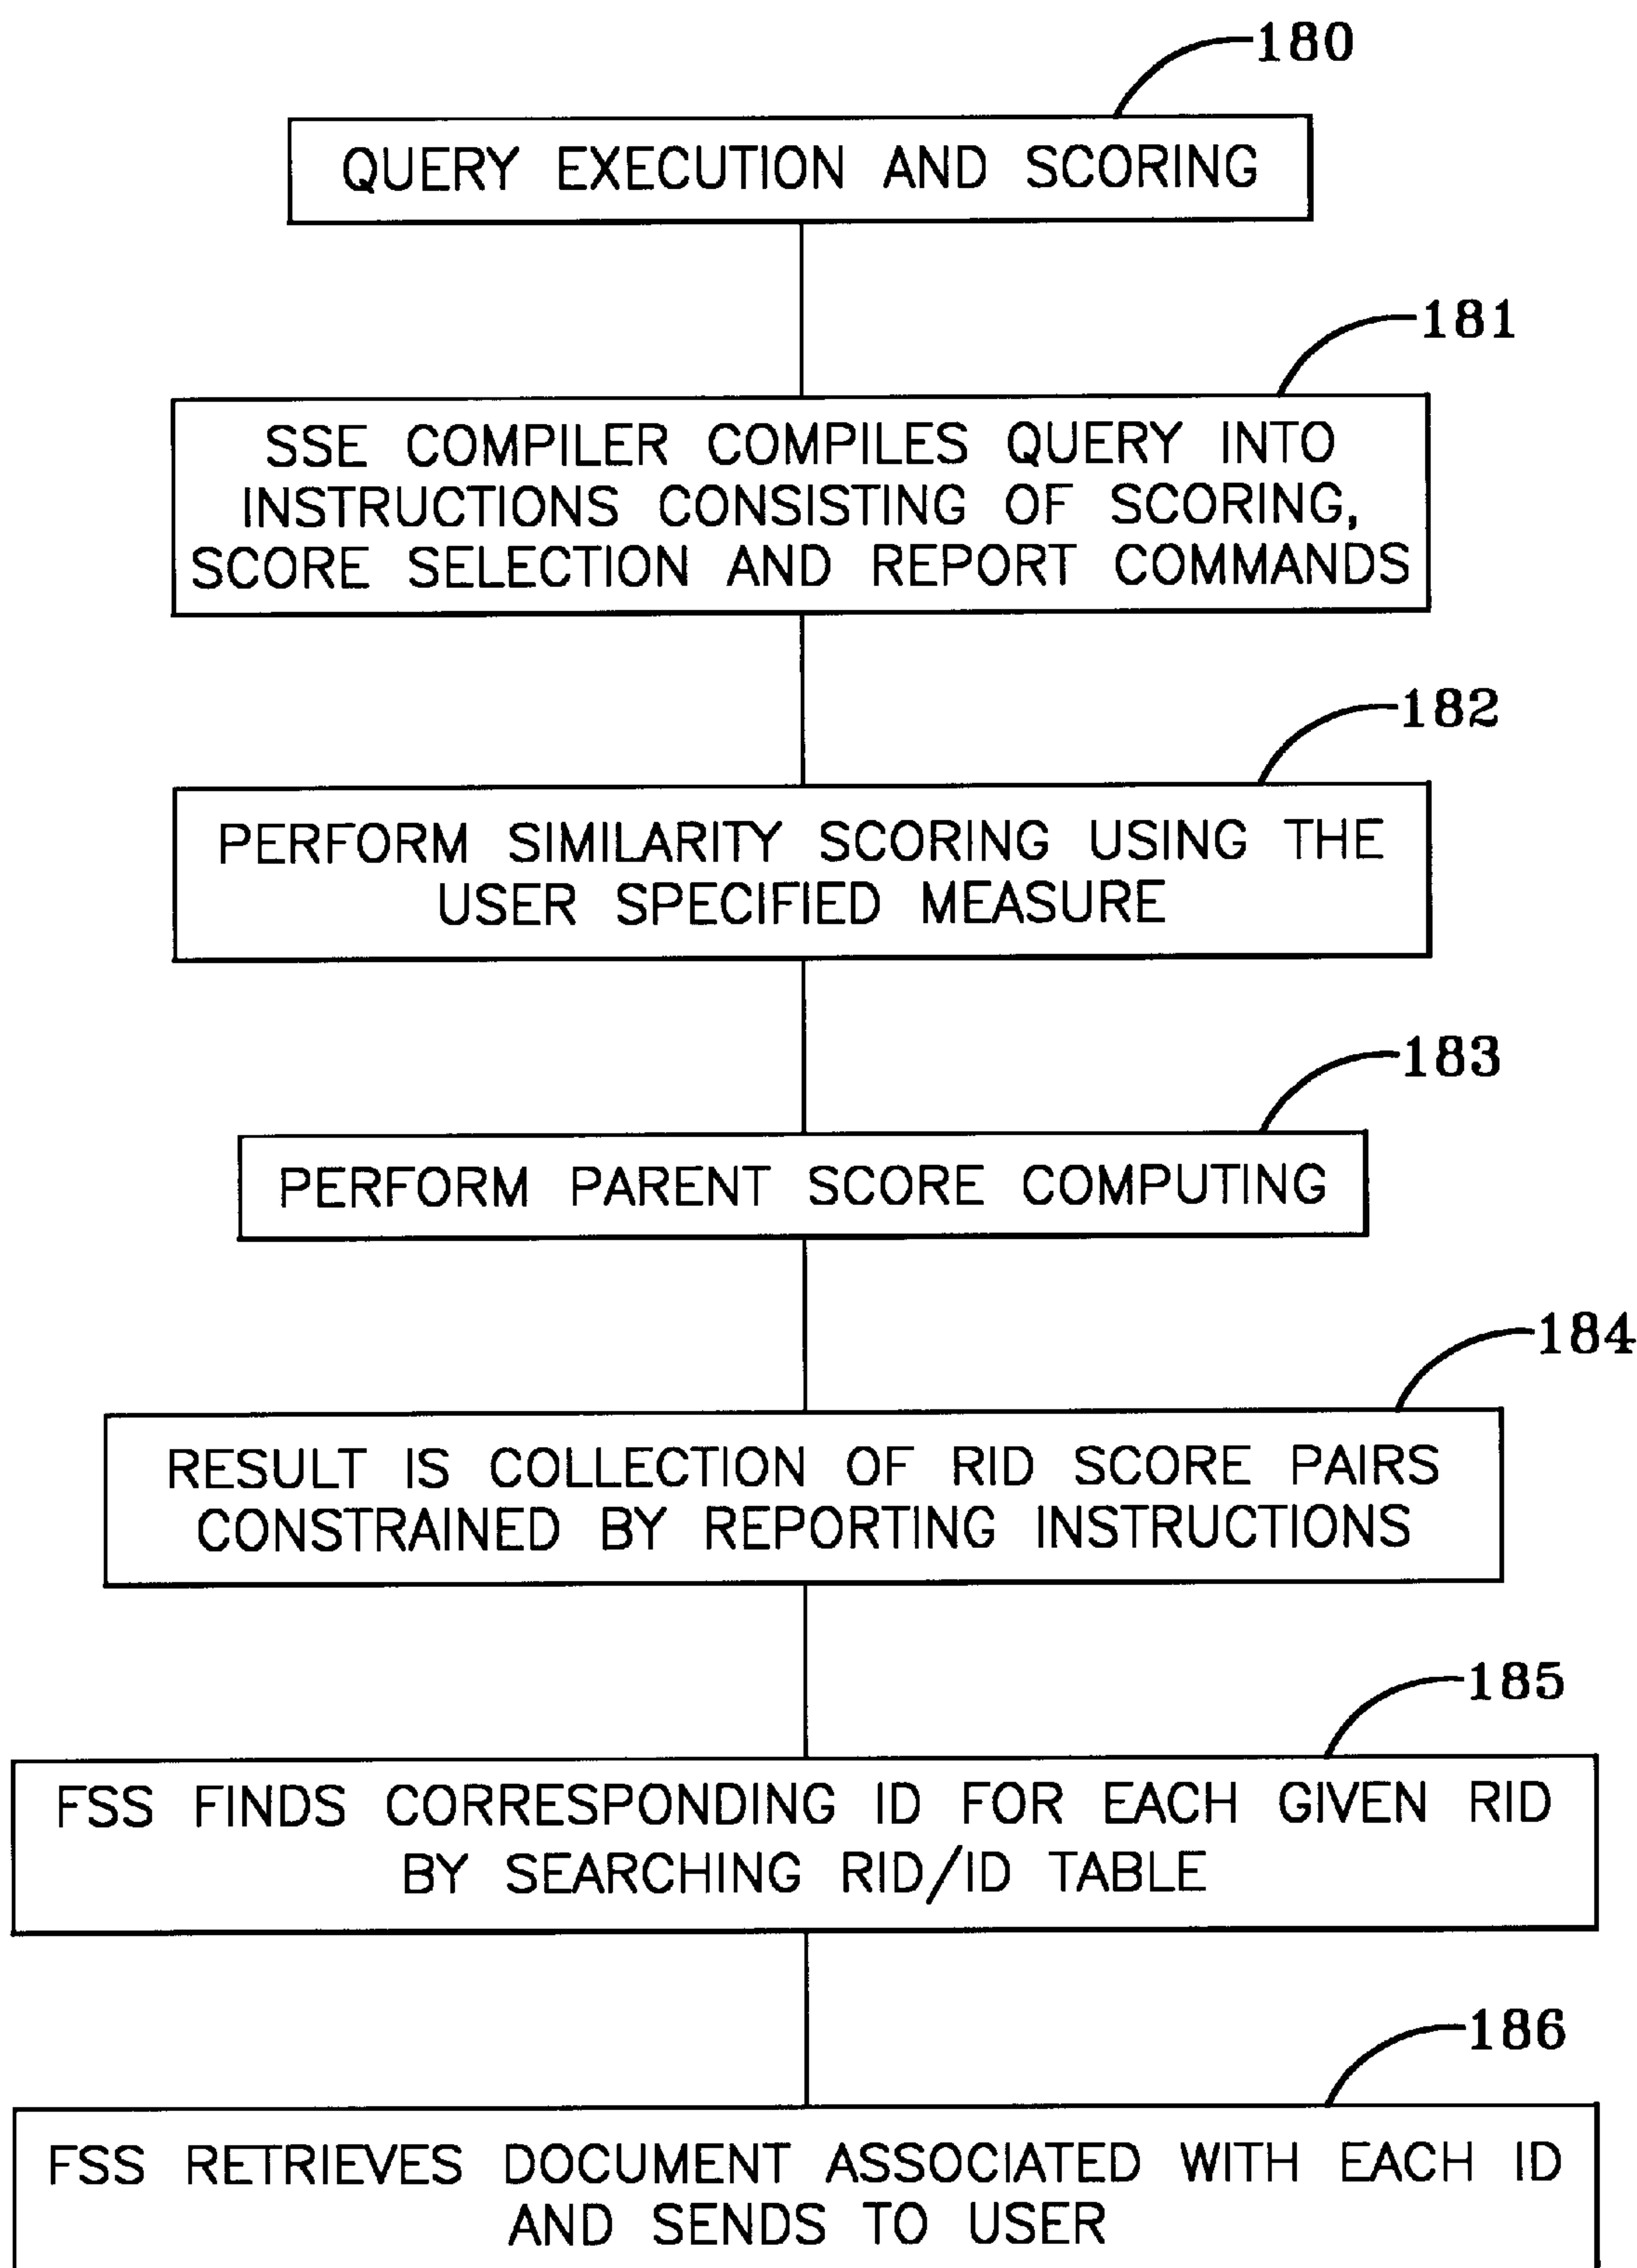 180
QUERY EXECUTION AND SCORING
181
SSE COMPILER COMPILES QUERY INTO
INSTRUCTIONS CONSISTING OF SCORING,
SCORE SELECTION AND REPORT COMMANDS
182
PERFORM SIMILARITY SCORING USING THE
USER SPECIFIED MEASURE
183
PERFORM PARENT SCORE COMPUTING
184
RESULT IS COLLECTION OF RID SCORE PAIRS
CONSTRAINED BY REPORTING INSTRUCTIONS
185
FSS FINDS CORRESPONDING ID FOR EACH GIVEN RID
BY SEARCHING RID/ID TABLE
186
FSS RETRIEVES DOCUMENT ASSOCIATED WITH EACH ID
AND SENDS TO USER